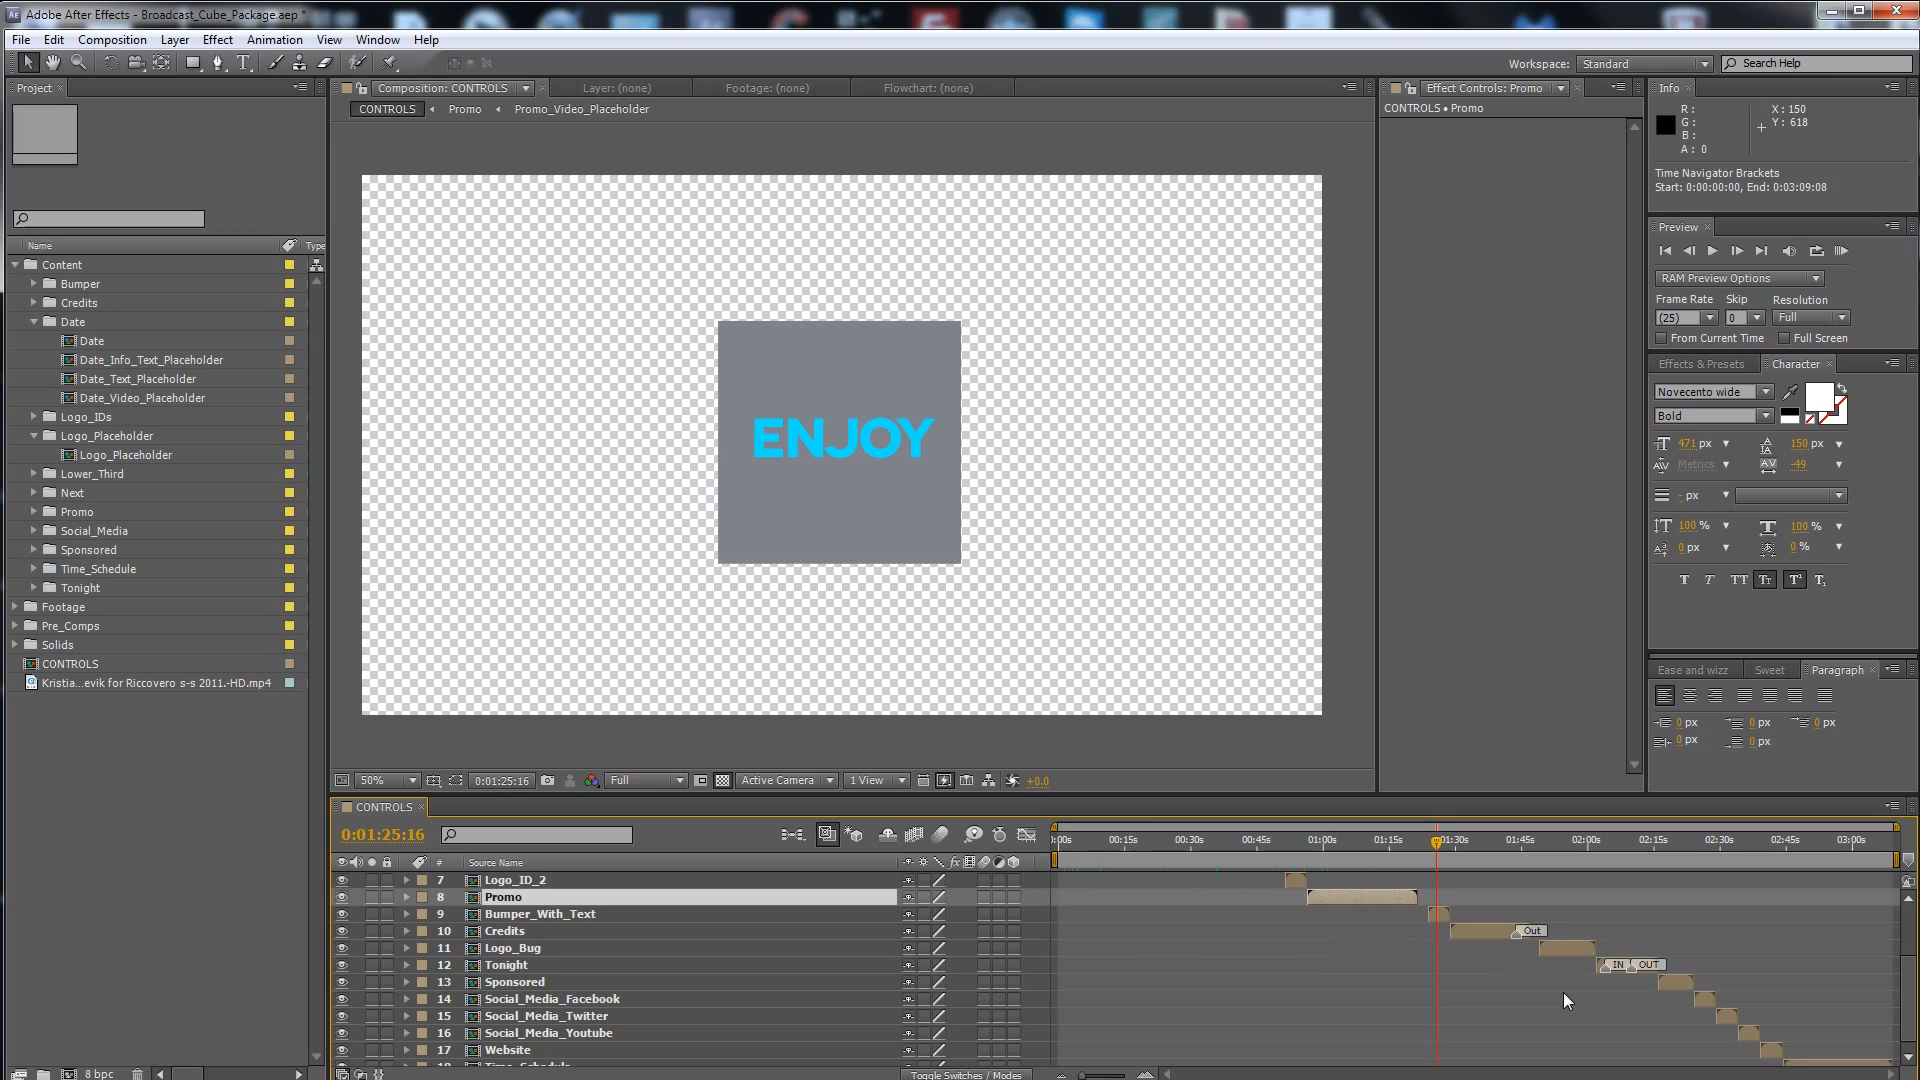 Adobe After Effects - Broadcast_Cube_Package.aep *
File Edit Composition Layer Effect Animation View Window Help
Workspace: Standard Search Help
Project
Composition: CONTROLS
Layer: (none)
Footage: (none)
Flowchart: (none)
CONTROLS Promo Promo_Video_Placeholder
Effect Controls: Promo
CONTROLS • Promo
Info
R:
G:
B:
A: 0
X: 150
Y: 618
Time Navigator Brackets
Start: 0:00:00:00, End: 0:03:09:08
Preview
RAM Preview Options
Frame Rate Skip Resolution
(25) 0 Full
From Current Time Full Screen
Effects & Presets Character
Novecento wide
Bold
471 px 150 px
Metrics -49
- px
100 % 100 %
0 px 0 %
T T TT Tt T¹ T₁
Ease and wizz Sweet Paragraph
0 px 0 px 0 px
0 px 0 px
Name Type
Content
Bumper
Credits
Date
Date
Date_Info_Text_Placeholder
Date_Text_Placeholder
Date_Video_Placeholder
Logo_IDs
Logo_Placeholder
Logo_Placeholder
Lower_Third
Next
Promo
Social_Media
Sponsored
Time_Schedule
Tonight
Footage
Pre_Comps
Solids
CONTROLS
Kristia...evik for Riccovero s-s 2011.-HD.mp4
8 bpc
ENJOY
50% 0:01:25:16 Full Active Camera 1 View +0.0
CONTROLS
0:01:25:16
:00s 00:15s 00:30s 00:45s 01:00s 01:15s 01:30s 01:45s 02:00s 02:15s 02:30s 02:45s 03:00s
# Source Name
7 Logo_ID_2
8 Promo
9 Bumper_With_Text
10 Credits
Out
11 Logo_Bug
12 Tonight
IN OUT
13 Sponsored
14 Social_Media_Facebook
15 Social_Media_Twitter
16 Social_Media_Youtube
17 Website
Toggle Switches / Modes